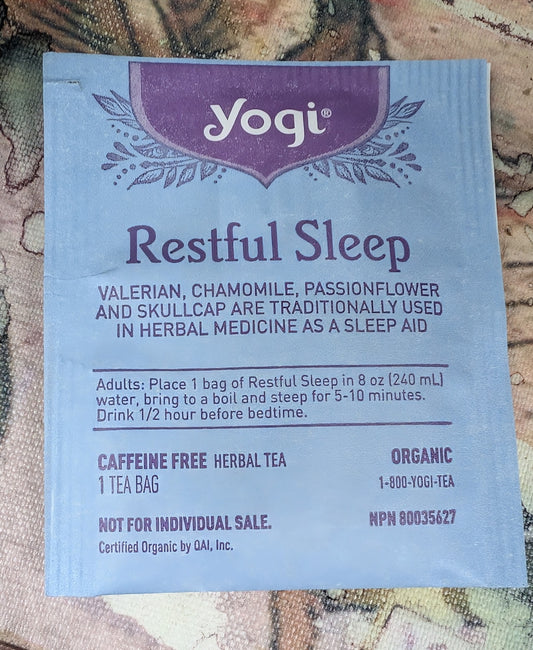 yogi®
Restful Sleep
VALERIAN, CHAMOMILE, PASSIONFLOWER
AND SKULLCAP ARE TRADITIONALLY USED
IN HERBAL MEDICINE AS A SLEEP AID
Adults: Place 1 bag of Restful Sleep in 8 oz (240 mL)
water, bring to a boil and steep for 5-10 minutes.
Drink 1/2 hour before bedtime.
CAFFEINE FREE HERBAL TEA
1 TEA BAG
ORGANIC
1-800-YOGI-TEA
NOT FOR INDIVIDUAL SALE.
Certified Organic by QAI, Inc.
NPN 80035627